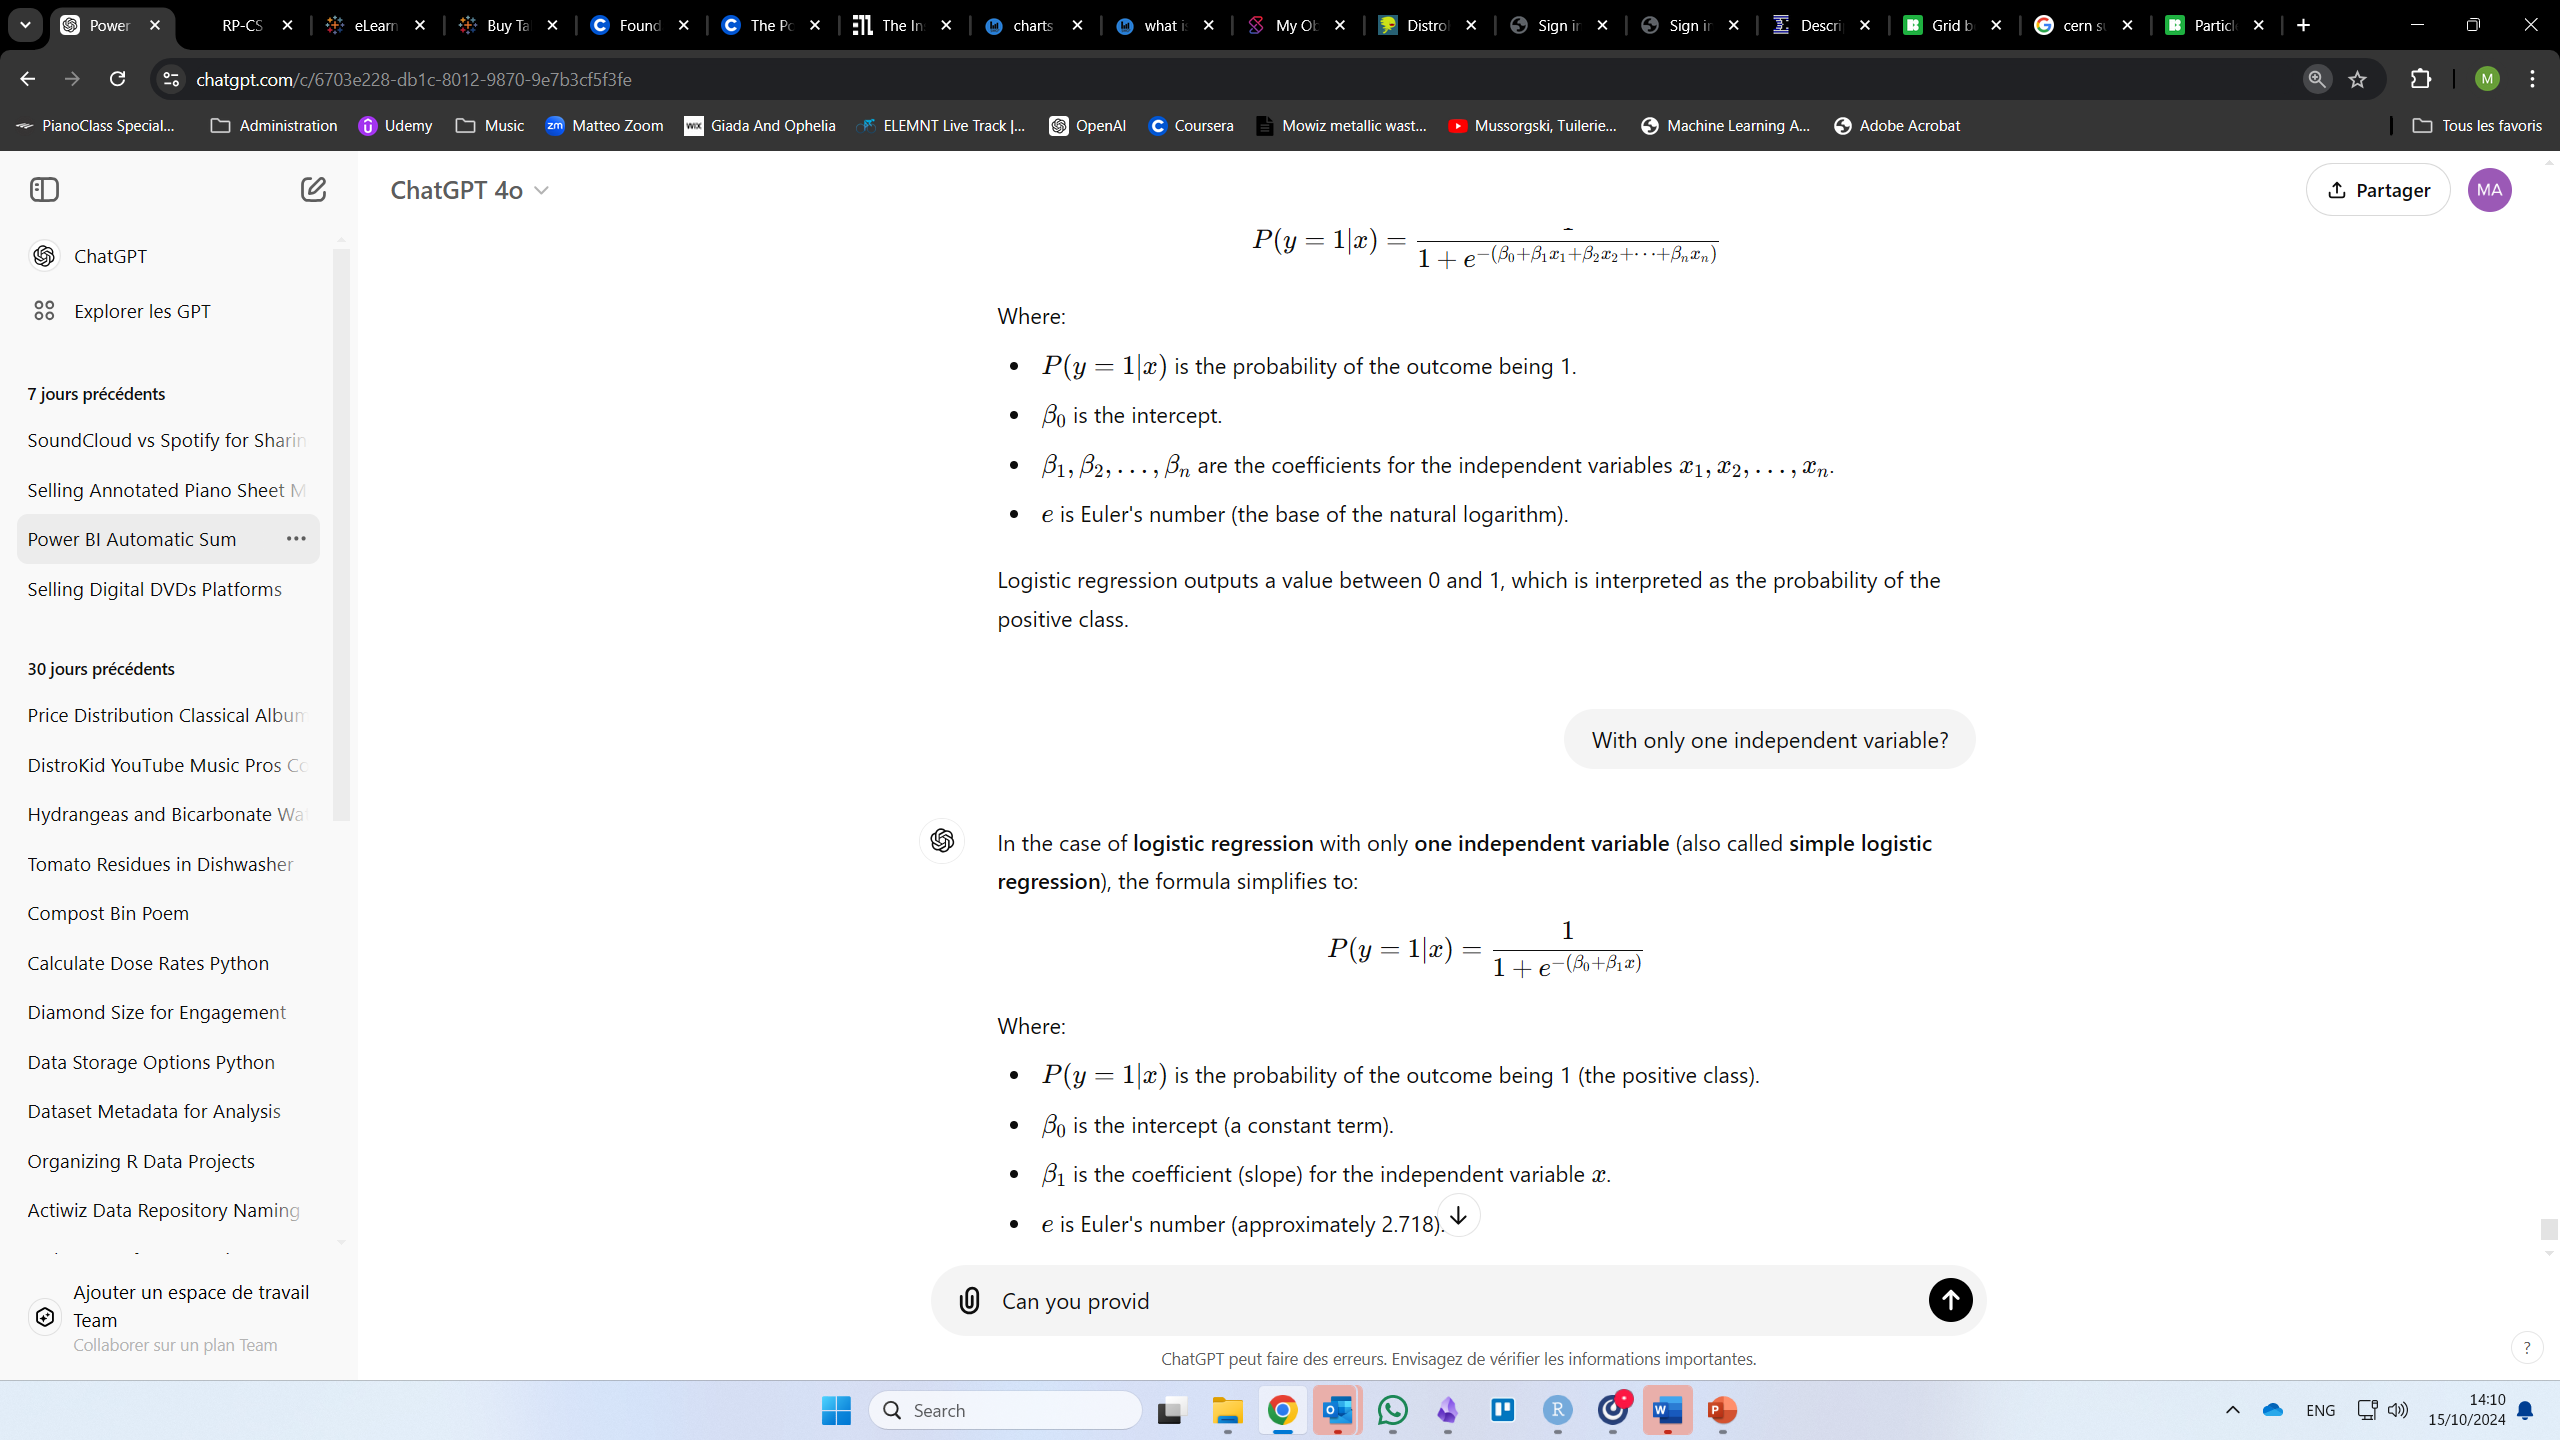 Power
RP-CS
eLearn
Buy Ta
Found
The Po
The In
charts
what i
My Ob
Distro
Sign in
Sign in
Descri
Grid b
cern su
Particl
chatgpt.com/c/6703e228-db1c-8012-9870-9e7b3cf5f3fe
M
PianoClass Special...
Administration
Udemy
Music
Matteo Zoom
Giada And Ophelia
ELEMNT Live Track |...
OpenAI
Coursera
Mowiz metallic wast...
Mussorgski, Tuilerie...
Machine Learning A...
Adobe Acrobat
Tous les favoris
ChatGPT 4o
Partager
MA
ChatGPT
Explorer les GPT
7 jours précédents
SoundCloud vs Spotify for Sharin
Selling Annotated Piano Sheet M
Power BI Automatic Sum
Selling Digital DVDs Platforms
30 jours précédents
Price Distribution Classical Album
DistroKid YouTube Music Pros Co
Hydrangeas and Bicarbonate Wat
Tomato Residues in Dishwasher
Compost Bin Poem
Calculate Dose Rates Python
Diamond Size for Engagement
Data Storage Options Python
Dataset Metadata for Analysis
Organizing R Data Projects
Actiwiz Data Repository Naming
Ajouter un espace de travail
Team
Collaborer sur un plan Team
P(y = 1|x) = 1 / (1 + e^−(β₀+β₁x₁+β₂x₂+⋯+βₙxₙ))
Where:
• P(y = 1|x) is the probability of the outcome being 1.
• β₀ is the intercept.
• β₁, β₂, . . . , βₙ are the coefficients for the independent variables x₁, x₂, . . . , xₙ.
• e is Euler's number (the base of the natural logarithm).
Logistic regression outputs a value between 0 and 1, which is interpreted as the probability of the
positive class.
With only one independent variable?
In the case of logistic regression with only one independent variable (also called simple logistic
regression), the formula simplifies to:
P(y = 1|x) = 1 / (1 + e^−(β₀+β₁x))
Where:
• P(y = 1|x) is the probability of the outcome being 1 (the positive class).
• β₀ is the intercept (a constant term).
• β₁ is the coefficient (slope) for the independent variable x.
• e is Euler's number (approximately 2.718).
Can you provid
ChatGPT peut faire des erreurs. Envisagez de vérifier les informations importantes.
?
Search
ENG
14:10
15/10/2024